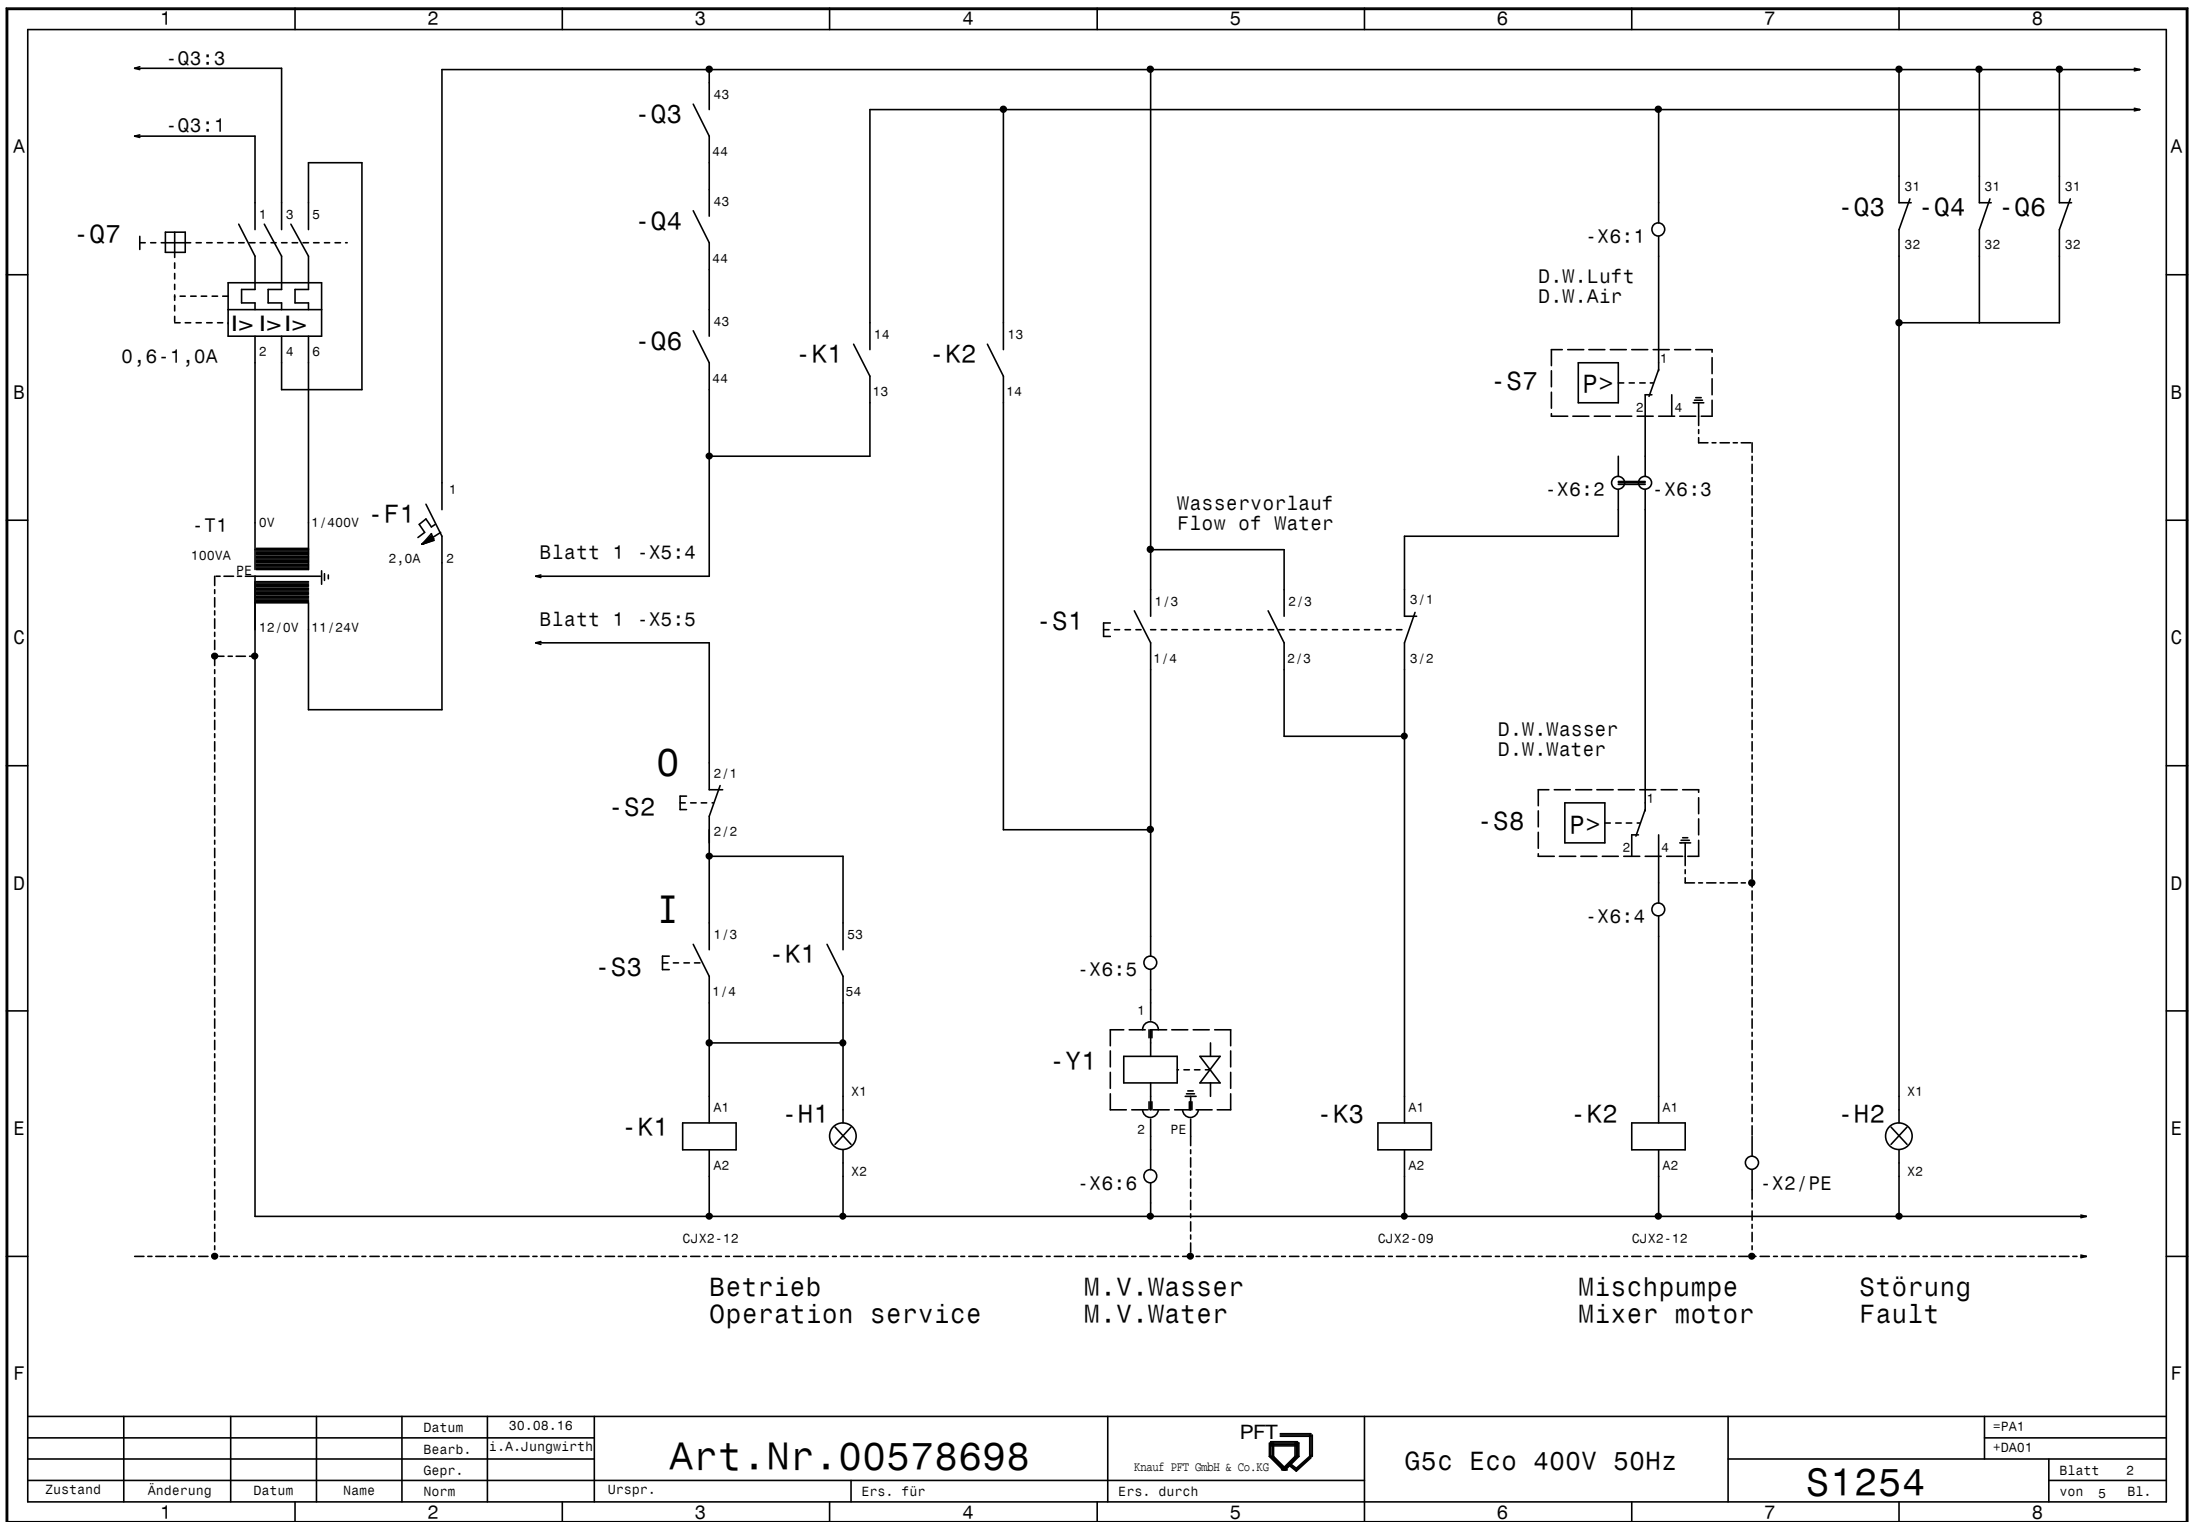 1 2 3 4 5 6 7 8
A A
B B
C C
D D
E E
F F
-Q3:3
-Q3:1
-Q7
1 3 5
I> I> I>
0,6-1,0A
2 4 6
-T1
0V
1/400V
100VA
PE
12/0V
11/24V
-F1
1
2,0A
2
-Q3
43
44
-Q4
43
44
-Q6
43
44
-K1
14
13
-K2
13
14
Blatt 1 -X5:4
Blatt 1 -X5:5
O
-S2
E
2/1
2/2
I
-S3
E
1/3
1/4
-K1
53
54
-K1
A1
A2
-H1
X1
X2
CJX2-12
Wasservorlauf
Flow of Water
-S1
E
1/3
1/4
2/3
2/3
3/1
3/2
-X6:5
1
-Y1
2
PE
-X6:6
-K3
A1
A2
CJX2-09
-X6:1
D.W.Luft
D.W.Air
-S7
P>
1
2
4
-X6:2
-X6:3
D.W.Wasser
D.W.Water
-S8
P>
1
2
4
-X6:4
-K2
A1
A2
CJX2-12
-X2/PE
-Q3
31
32
-Q4
31
32
-Q6
31
32
-H2
X1
X2
Betrieb
Operation service
M.V.Wasser
M.V.Water
Mischpumpe
Mixer motor
Störung
Fault
Datum 30.08.16
Bearb. i.A.Jungwirth
Gepr.
Zustand Änderung Datum Name Norm
Art.Nr.00578698
Urspr. Ers. für Ers. durch
PFT
Knauf PFT GmbH & Co.KG
G5c Eco 400V 50Hz
S1254
=PA1
+DA01
Blatt 2
von 5 Bl.
1 2 3 4 5 6 7 8